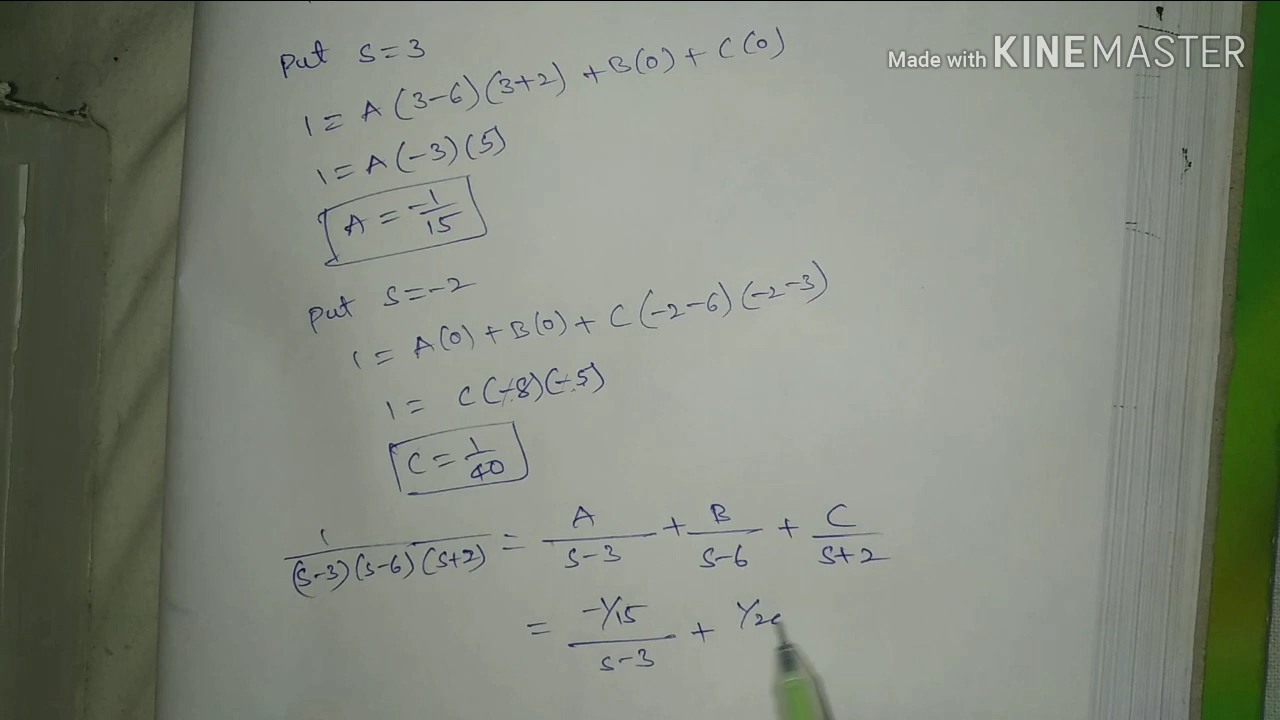 Made with KINEMASTER
put s=3
1 = A(3-6)(3+2) + B(0) + C(0)
1 = A(-3)(5)
A = -1/15
put s=-2
1 = A(0) + B(0) + C(-2-6)(-2-3)
1 = C(-8)(-5)
C = 1/40
1/(s-3)(s-6)(s+2) = A/s-3 + B/s-6 + C/s+2
= -1/15/s-3 + 1/2